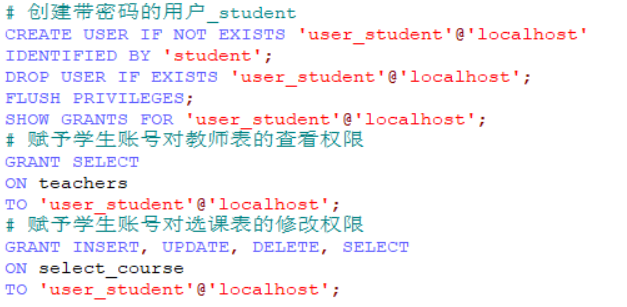 # 创建带密码的用户_student
CREATE USER IF NOT EXISTS 'user_student'@'localhost'
IDENTIFIED BY 'student';
DROP USER IF EXISTS 'user_student'@'localhost';
FLUSH PRIVILEGES;
SHOW GRANTS FOR 'user_student'@'localhost';
# 赋予学生账号对教师表的查看权限
GRANT SELECT
ON teachers
TO 'user_student'@'localhost';
# 赋予学生账号对选课表的修改权限
GRANT INSERT, UPDATE, DELETE, SELECT
ON select_course
TO 'user_student'@'localhost';